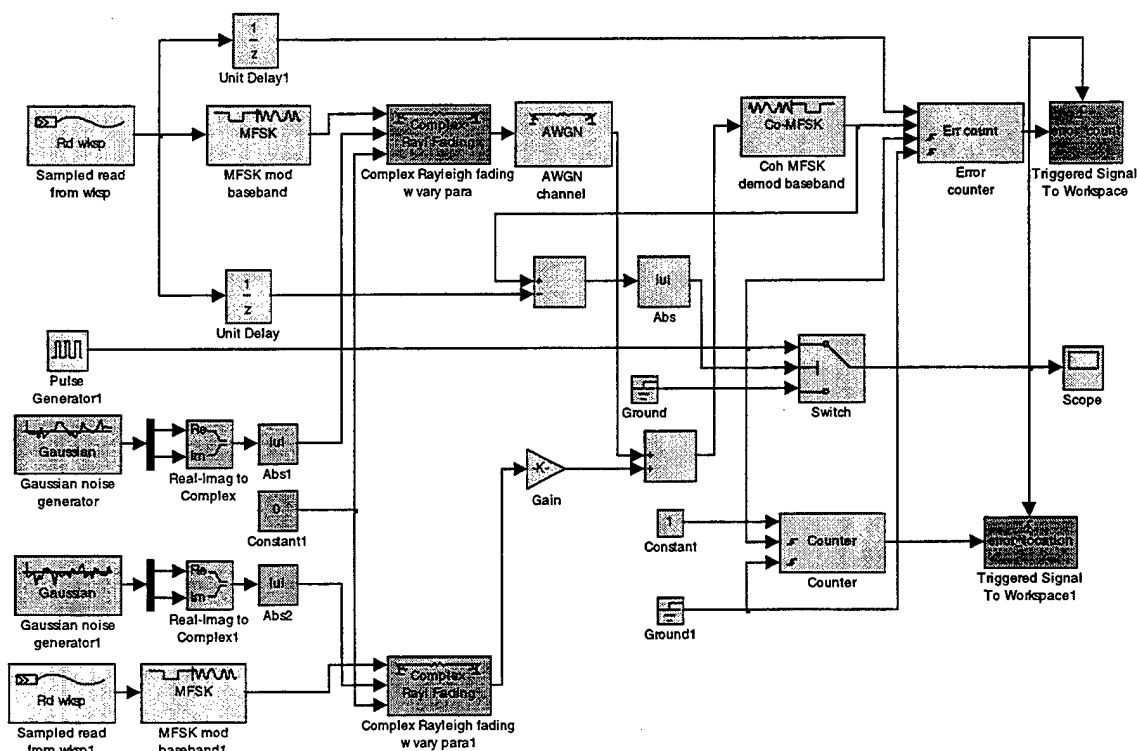 1
z
Unit Delay1
Rd wksp
Sampled read
from wksp
MFSK
MFSK mod
baseband
Complex
Rayl Fading
Complex Rayleigh fading
w vary para
AWGN
AWGN
channel
Co-MFSK
Coh MFSK
demod baseband
Err count
Error
counter
error_count
Triggered Signal
To Workspace
1
z
Unit Delay
+
-
|u|
Abs
Pulse
Generator1
Ground
Switch
Scope
Gaussian
Gaussian noise
generator
Re
Im
Real-Imag to
Complex
|u|
Abs1
0
Constant1
-K-
Gain
+
+
1
Constant
Counter
Counter
error_location
Triggered Signal
To Workspace1
Gaussian
Gaussian noise
generator1
Re
Im
Real-Imag to
Complex1
|u|
Abs2
Ground1
Rd wksp
Sampled read
from wksp1
MFSK
MFSK mod
baseband1
Complex
Rayl Fading
Complex Rayleigh fading
w vary para1